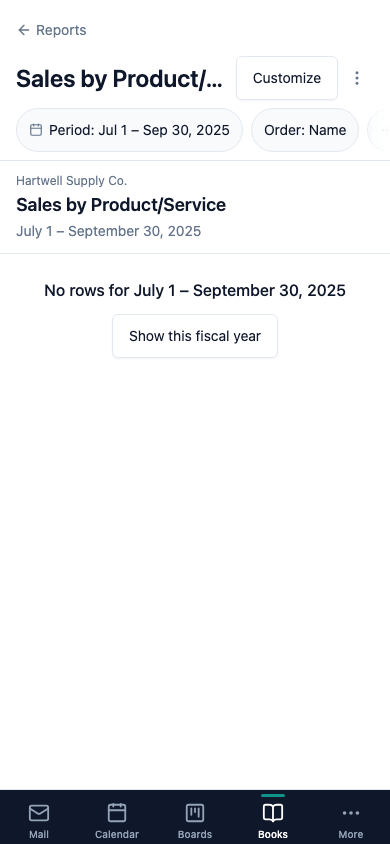 Reports
Sales by Product/...
Customize
Period: Jul 1 – Sep 30, 2025
Order: Name
Hartwell Supply Co.
Sales by Product/Service
July 1 – September 30, 2025
No rows for July 1 – September 30, 2025
Show this fiscal year
Mail
Calendar
Boards
Books
More